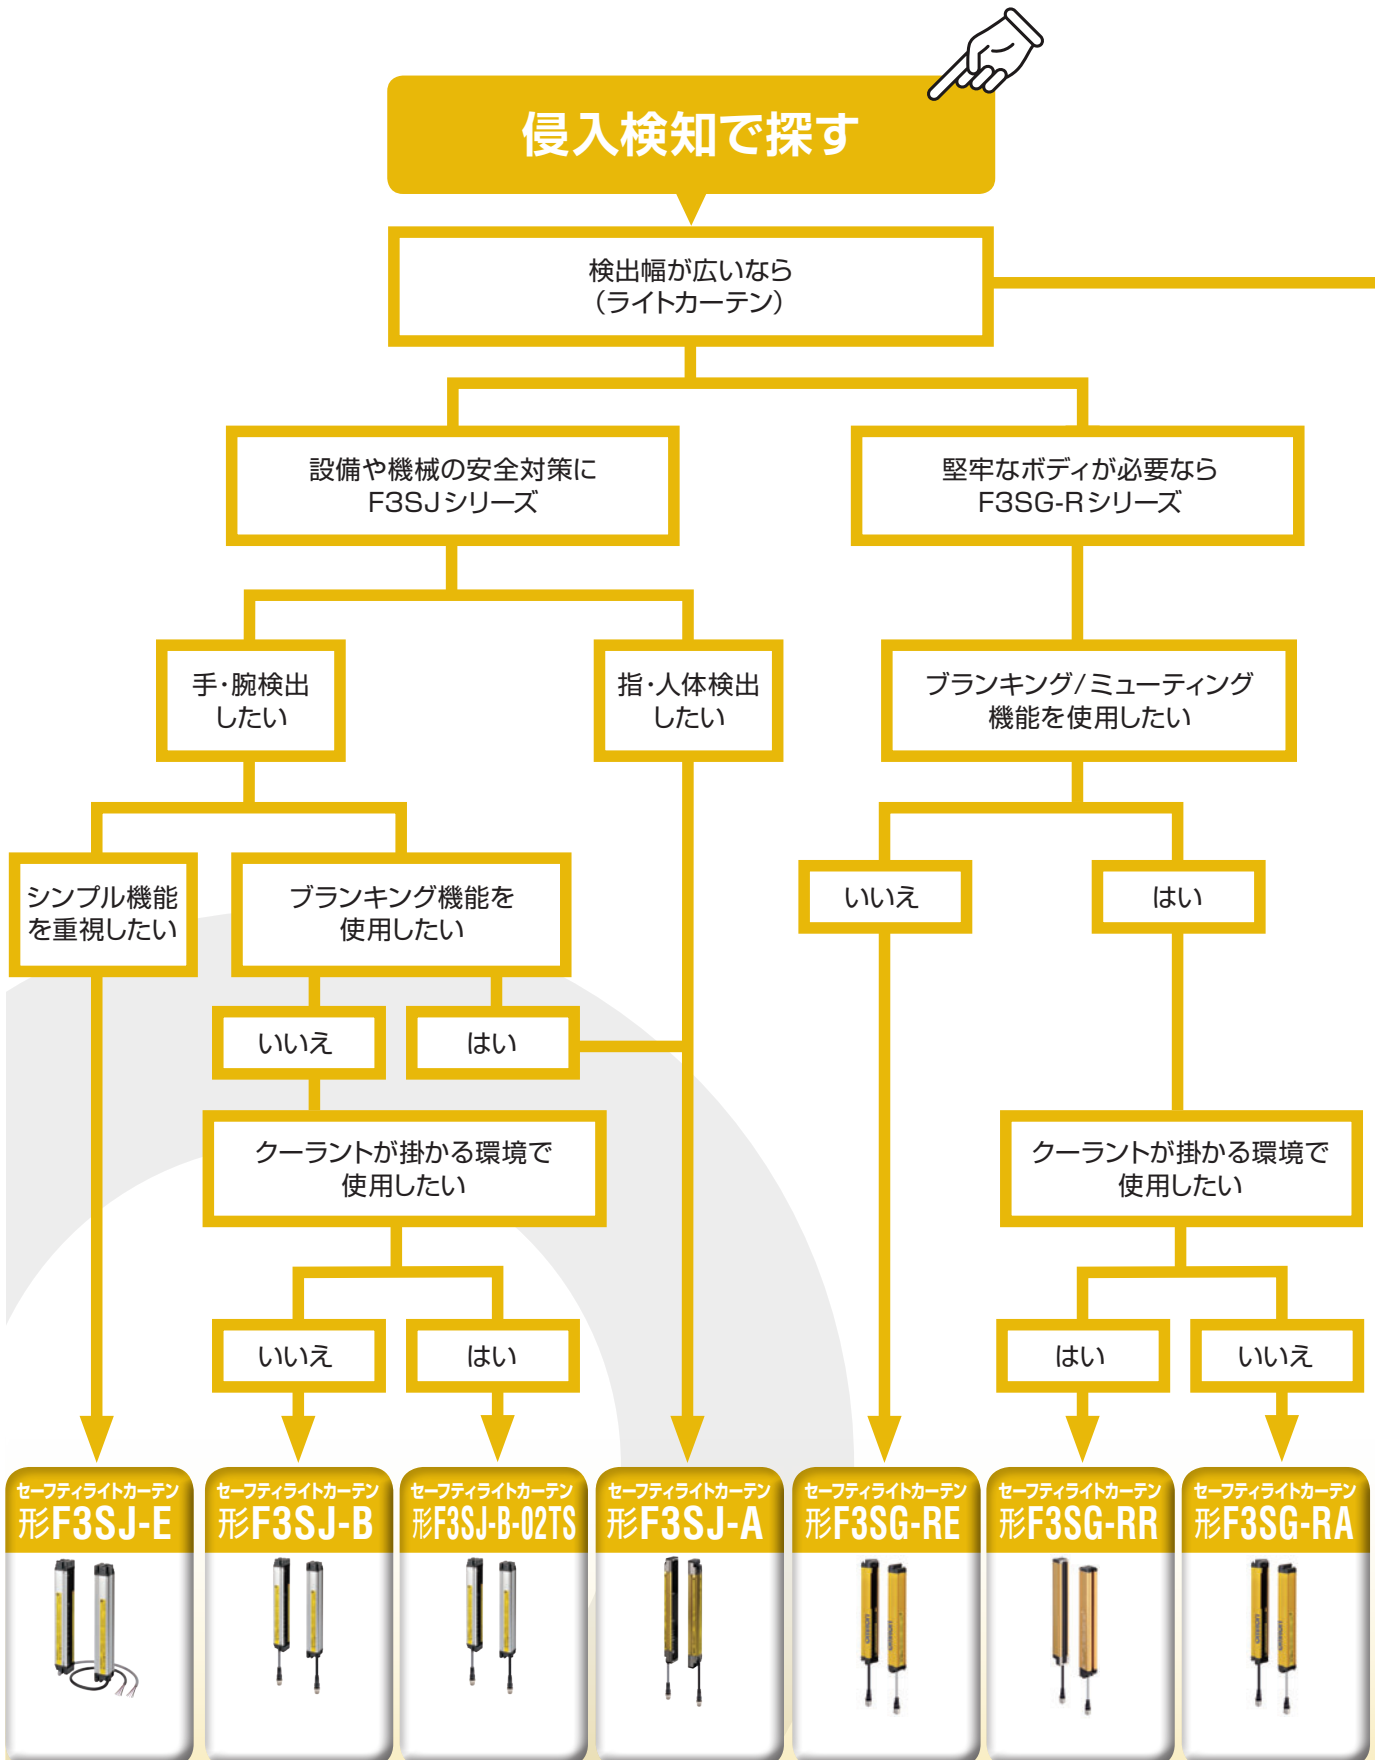 侵入検知で探す
検出幅が広いなら
（ライトカーテン）
設備や機械の安全対策に
F3SJシリーズ
堅牢なボディが必要なら
F3SG-Rシリーズ
手・腕検出
したい
指・人体検出
したい
ブランキング/ミューティング
機能を使用したい
シンプル機能
を重視したい
ブランキング機能を
使用したい
いいえ
はい
いいえ
はい
クーラントが掛かる環境で
使用したい
クーラントが掛かる環境で
使用したい
いいえ
はい
はい
いいえ
セーフティライトカーテン
形F3SJ-E
セーフティライトカーテン
形F3SJ-B
セーフティライトカーテン
形F3SJ-B-02TS
セーフティライトカーテン
形F3SJ-A
セーフティライトカーテン
形F3SG-RE
セーフティライトカーテン
形F3SG-RR
セーフティライトカーテン
形F3SG-RA